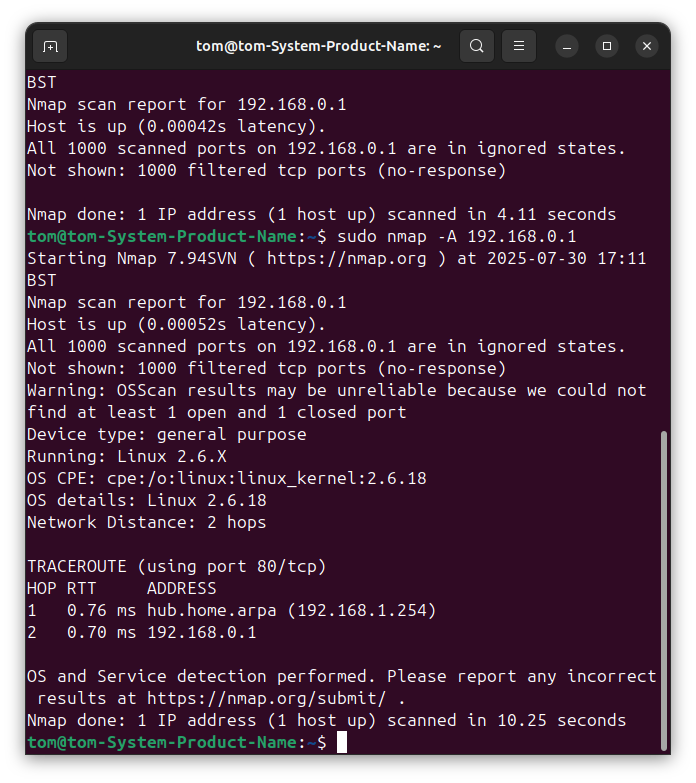 tom@tom-System-Product-Name: ~
BST
Nmap scan report for 192.168.0.1
Host is up (0.00042s latency).
All 1000 scanned ports on 192.168.0.1 are in ignored states.
Not shown: 1000 filtered tcp ports (no-response)
Nmap done: 1 IP address (1 host up) scanned in 4.11 seconds
tom@tom-System-Product-Name:~$ sudo nmap -A 192.168.0.1
Starting Nmap 7.94SVN ( https://nmap.org ) at 2025-07-30 17:11
BST
Nmap scan report for 192.168.0.1
Host is up (0.00052s latency).
All 1000 scanned ports on 192.168.0.1 are in ignored states.
Not shown: 1000 filtered tcp ports (no-response)
Warning: OSScan results may be unreliable because we could not
find at least 1 open and 1 closed port
Device type: general purpose
Running: Linux 2.6.X
OS CPE: cpe:/o:linux:linux_kernel:2.6.18
OS details: Linux 2.6.18
Network Distance: 2 hops
TRACEROUTE (using port 80/tcp)
HOP RTT     ADDRESS
1   0.76 ms hub.home.arpa (192.168.1.254)
2   0.70 ms 192.168.0.1
OS and Service detection performed. Please report any incorrect
 results at https://nmap.org/submit/ .
Nmap done: 1 IP address (1 host up) scanned in 10.25 seconds
tom@tom-System-Product-Name:~$